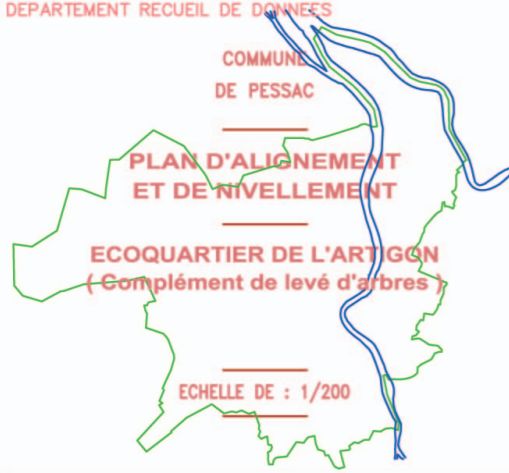 DEPARTEMENT RECUEIL DE DONNEES
COMMUNE
DE PESSAC
PLAN D'ALIGNEMENT
ET DE NIVELLEMENT
ECOQUARTIER DE L'ARTIGON
( Complément de levé d'arbres )
ECHELLE DE : 1/200